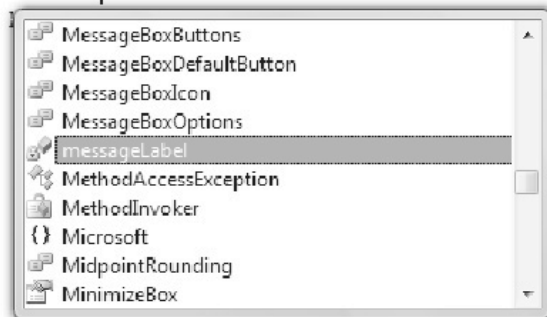 MessageBoxButtons
MessageBoxDefaultButton
MessageBoxIcon
MessageBoxOptions
messageLabel
MethodAccessException
MethodInvoker
{} Microsoft
MidpointRounding
MinimizeBox